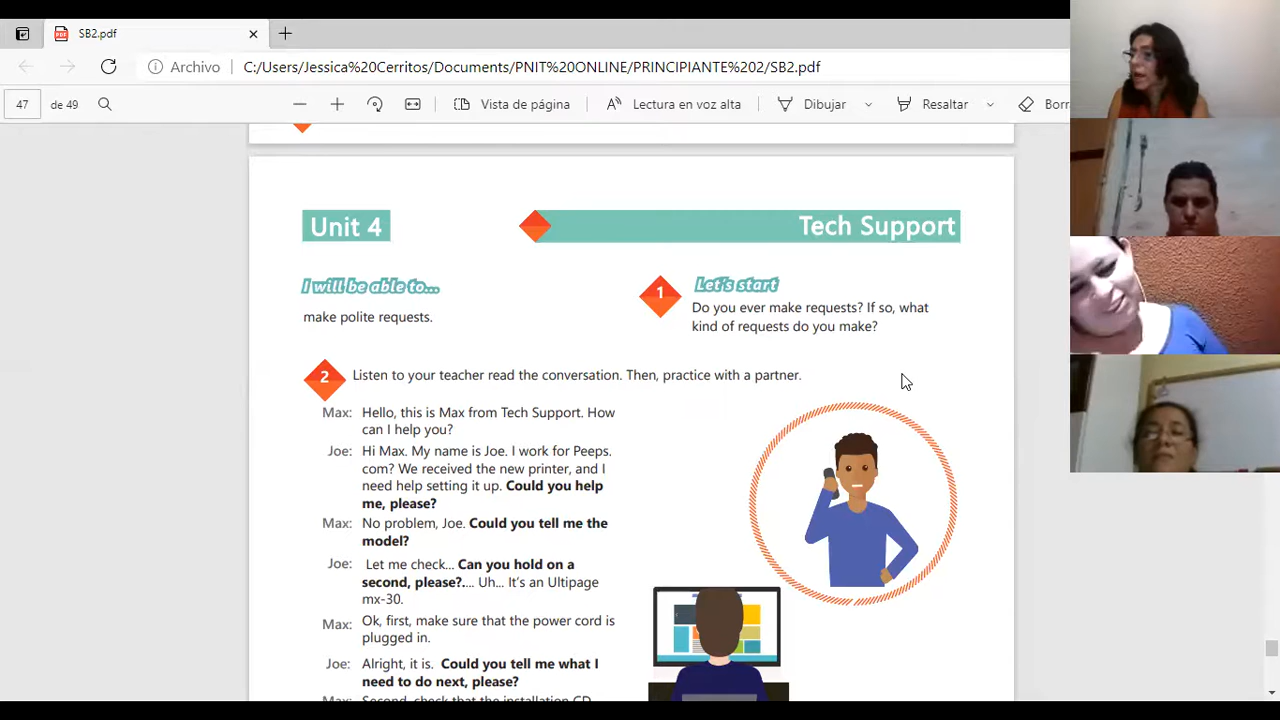 SB2.pdf
Archivo C:/Users/Jessica%20Cerritos/Documents/PNIT%20ONLINE/PRINCIPIANTE%202/SB2.pdf
47 de 49 Vista de página Lectura en voz alta Dibujar Resaltar Borr
Unit 4
Tech Support
I will be able to...
make polite requests.
1 Let's start
Do you ever make requests? If so, what
kind of requests do you make?
2 Listen to your teacher read the conversation. Then, practice with a partner.
Max: Hello, this is Max from Tech Support. How
can I help you?
Joe: Hi Max. My name is Joe. I work for Peeps.
com? We received the new printer, and I
need help setting it up. Could you help
me, please?
Max: No problem, Joe. Could you tell me the
model?
Joe: Let me check... Can you hold on a
second, please?.... Uh... It's an Ultipage
mx-30.
Max: Ok, first, make sure that the power cord is
plugged in.
Joe: Alright, it is. Could you tell me what I
need to do next, please?
Max: Second, check that the installation CD